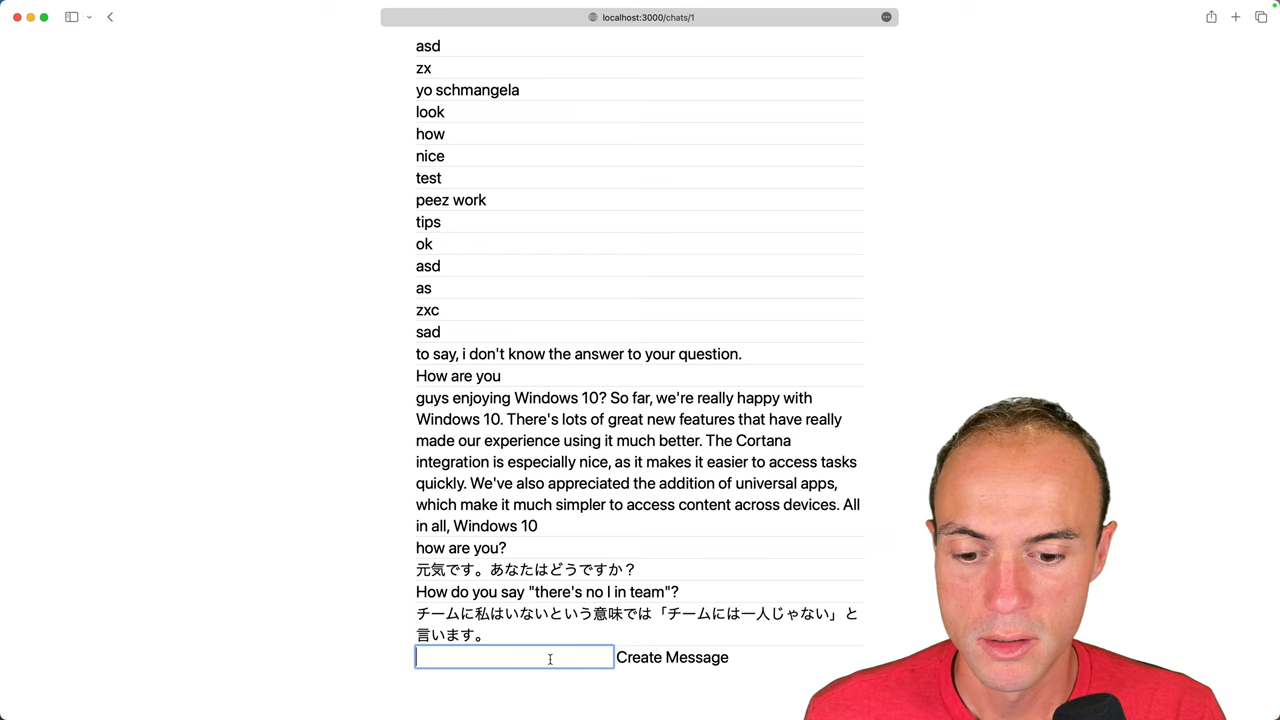 localhost:3000/chats/1
asd
zx
yo schmangela
look
how
nice
test
peez work
tips
ok
asd
as
zxc
sad
to say, i don't know the answer to your question.
How are you
guys enjoying Windows 10? So far, we're really happy with
Windows 10. There's lots of great new features that have really
made our experience using it much better. The Cortana
integration is especially nice, as it makes it easier to access tasks
quickly. We've also appreciated the addition of universal apps,
which make it much simpler to access content across devices. All
in all, Windows 10
how are you?
元気です。あなたはどうですか？
How do you say "there's no I in team"?
チームに私はいないという意味では「チームには一人じゃない」と
言います。
Create Message